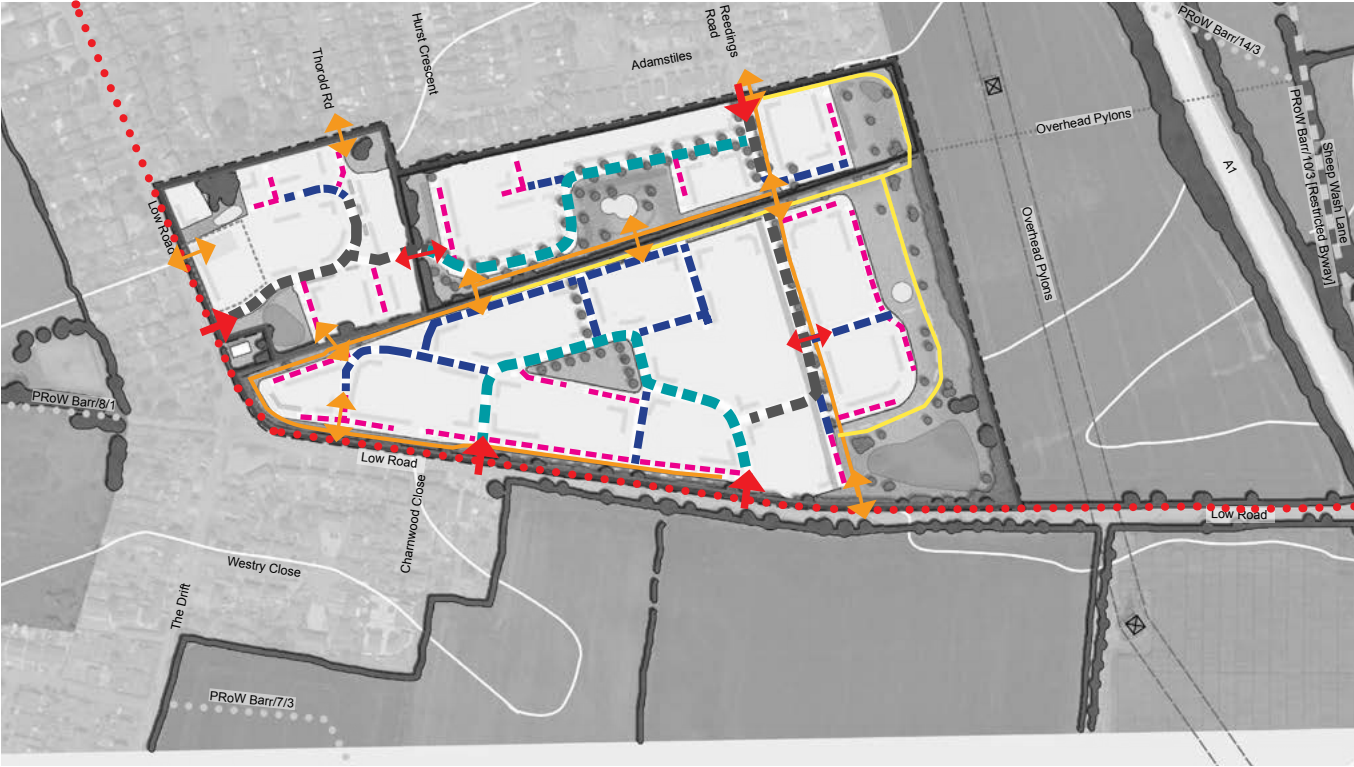 Thorold Rd
Hurst Crescent
Adamstiles
Reedings
Road
PRoW Barr/14/3
Overhead Pylons
A1
PRoW Barr/10/3 [Restricted Byway]
Sheep Wash Lane
Low Road
Overhead Pylons
PRoW Barr/8/1
Low Road
Charnwood Close
Low Road
Westry Close
The Drift
PRoW Barr/7/3